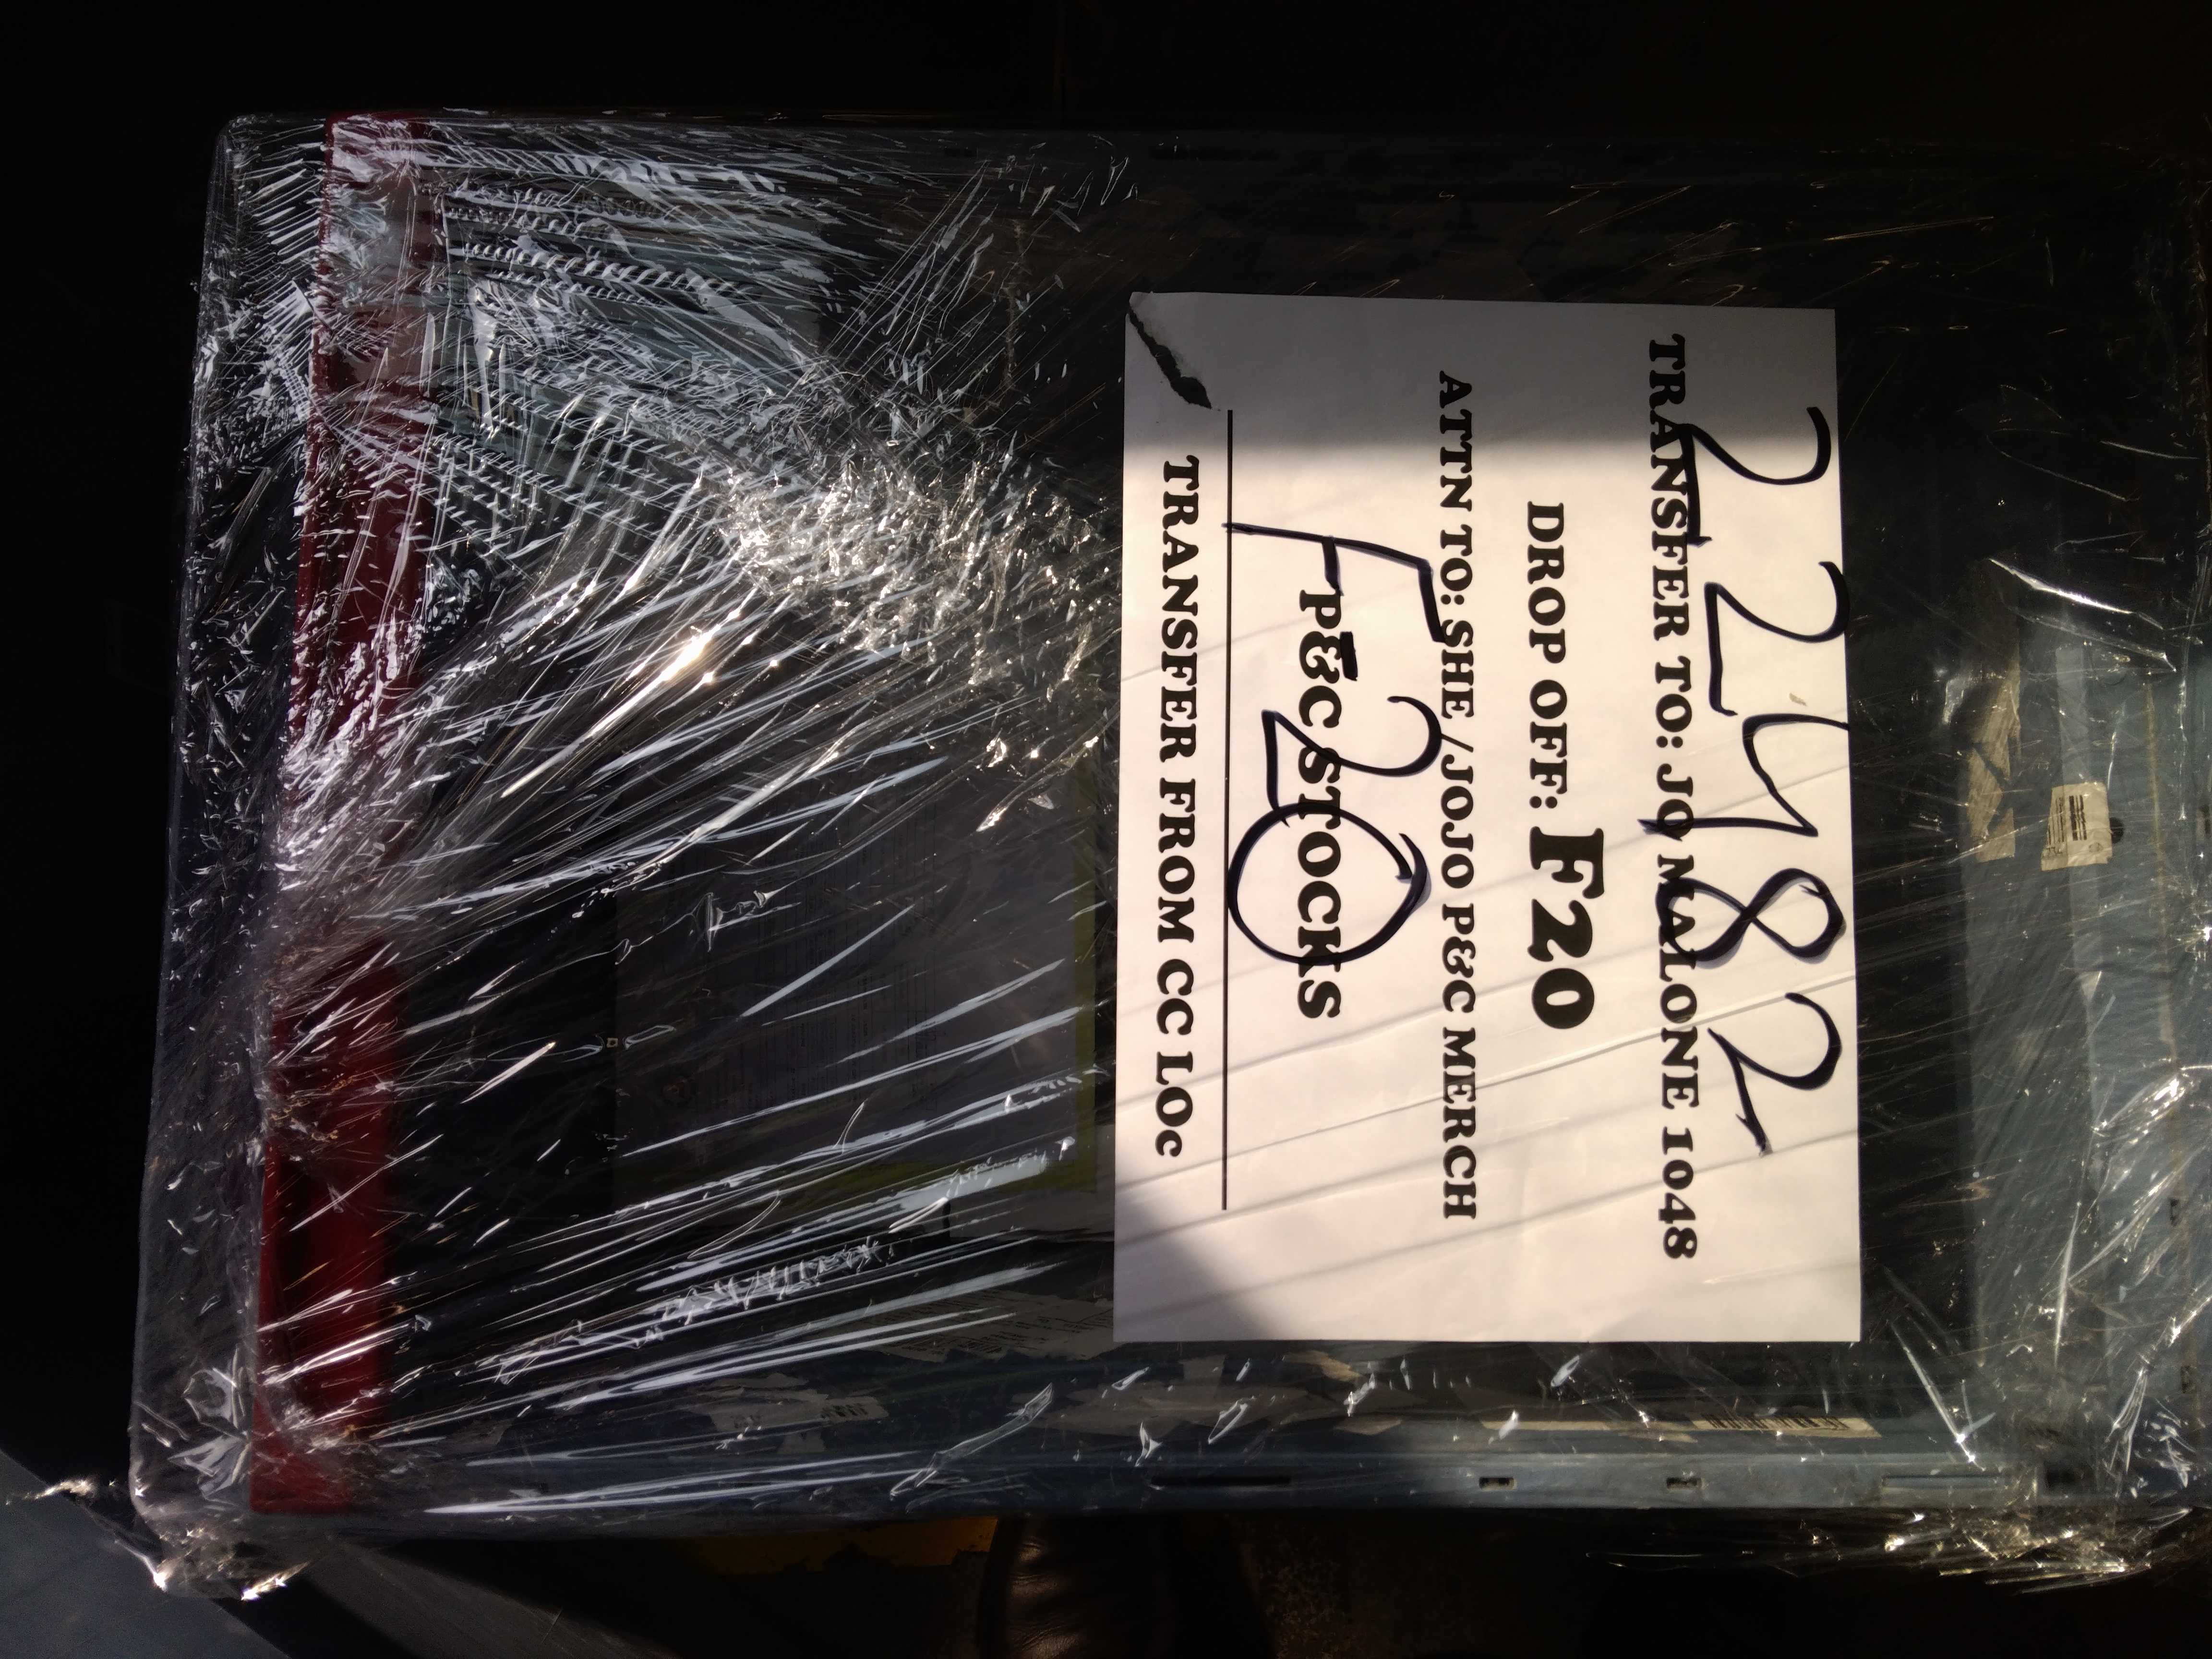 22482
TRANSFER TO: JO MALONE 1048
DROP OFF: F20
ATTN TO: SHE /JOJO P&C MERCH
F20
P&C STOCKS
TRANSFER FROM CC LOc